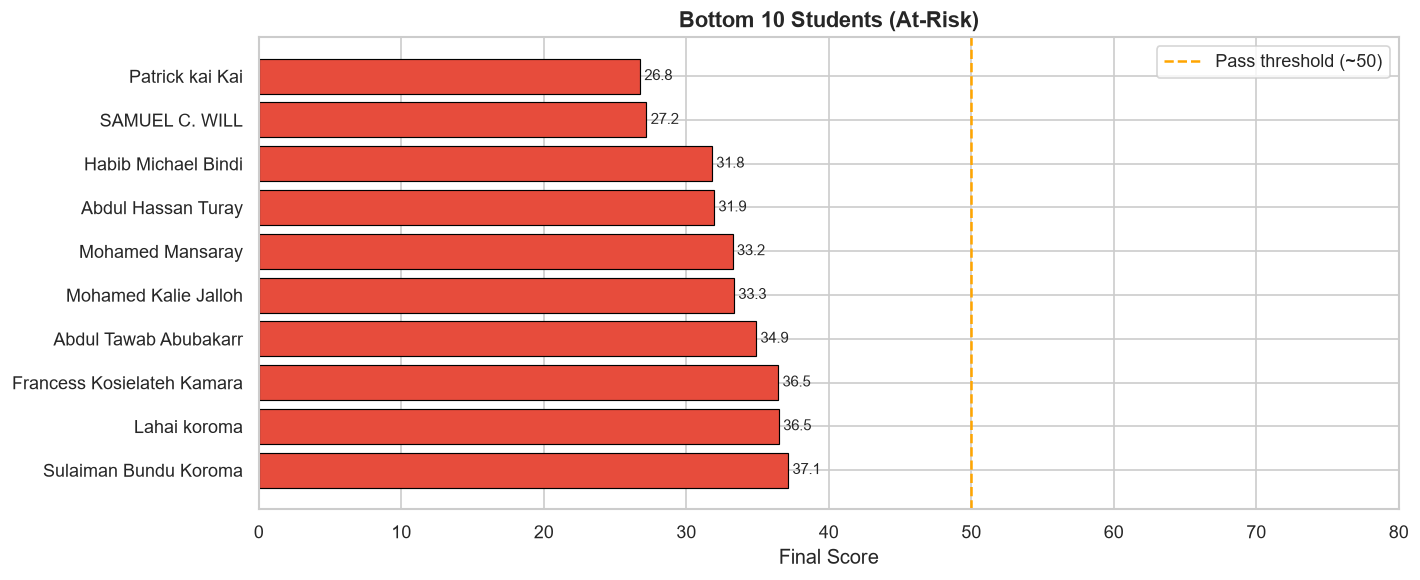 Bottom 10 Students (At-Risk)
Pass threshold (~50)
Patrick kai Kai 26.8
SAMUEL C. WILL 27.2
Habib Michael Bindi 31.8
Abdul Hassan Turay 31.9
Mohamed Mansaray 33.2
Mohamed Kalie Jalloh 33.3
Abdul Tawab Abubakarr 34.9
Francess Kosielateh Kamara 36.5
Lahai koroma 36.5
Sulaiman Bundu Koroma 37.1
0 10 20 30 40 50 60 70 80
Final Score